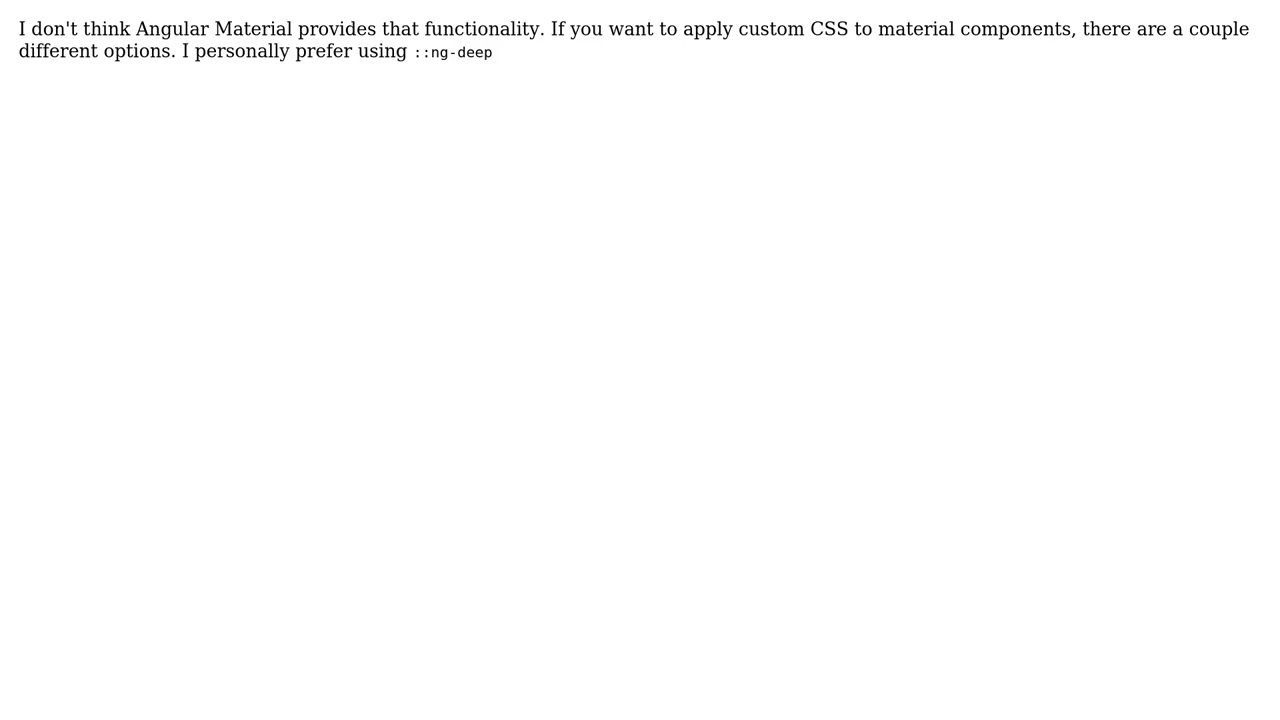 I don't think Angular Material provides that functionality. If you want to apply custom CSS to material components, there are a couple
different options. I personally prefer using ::ng-deep